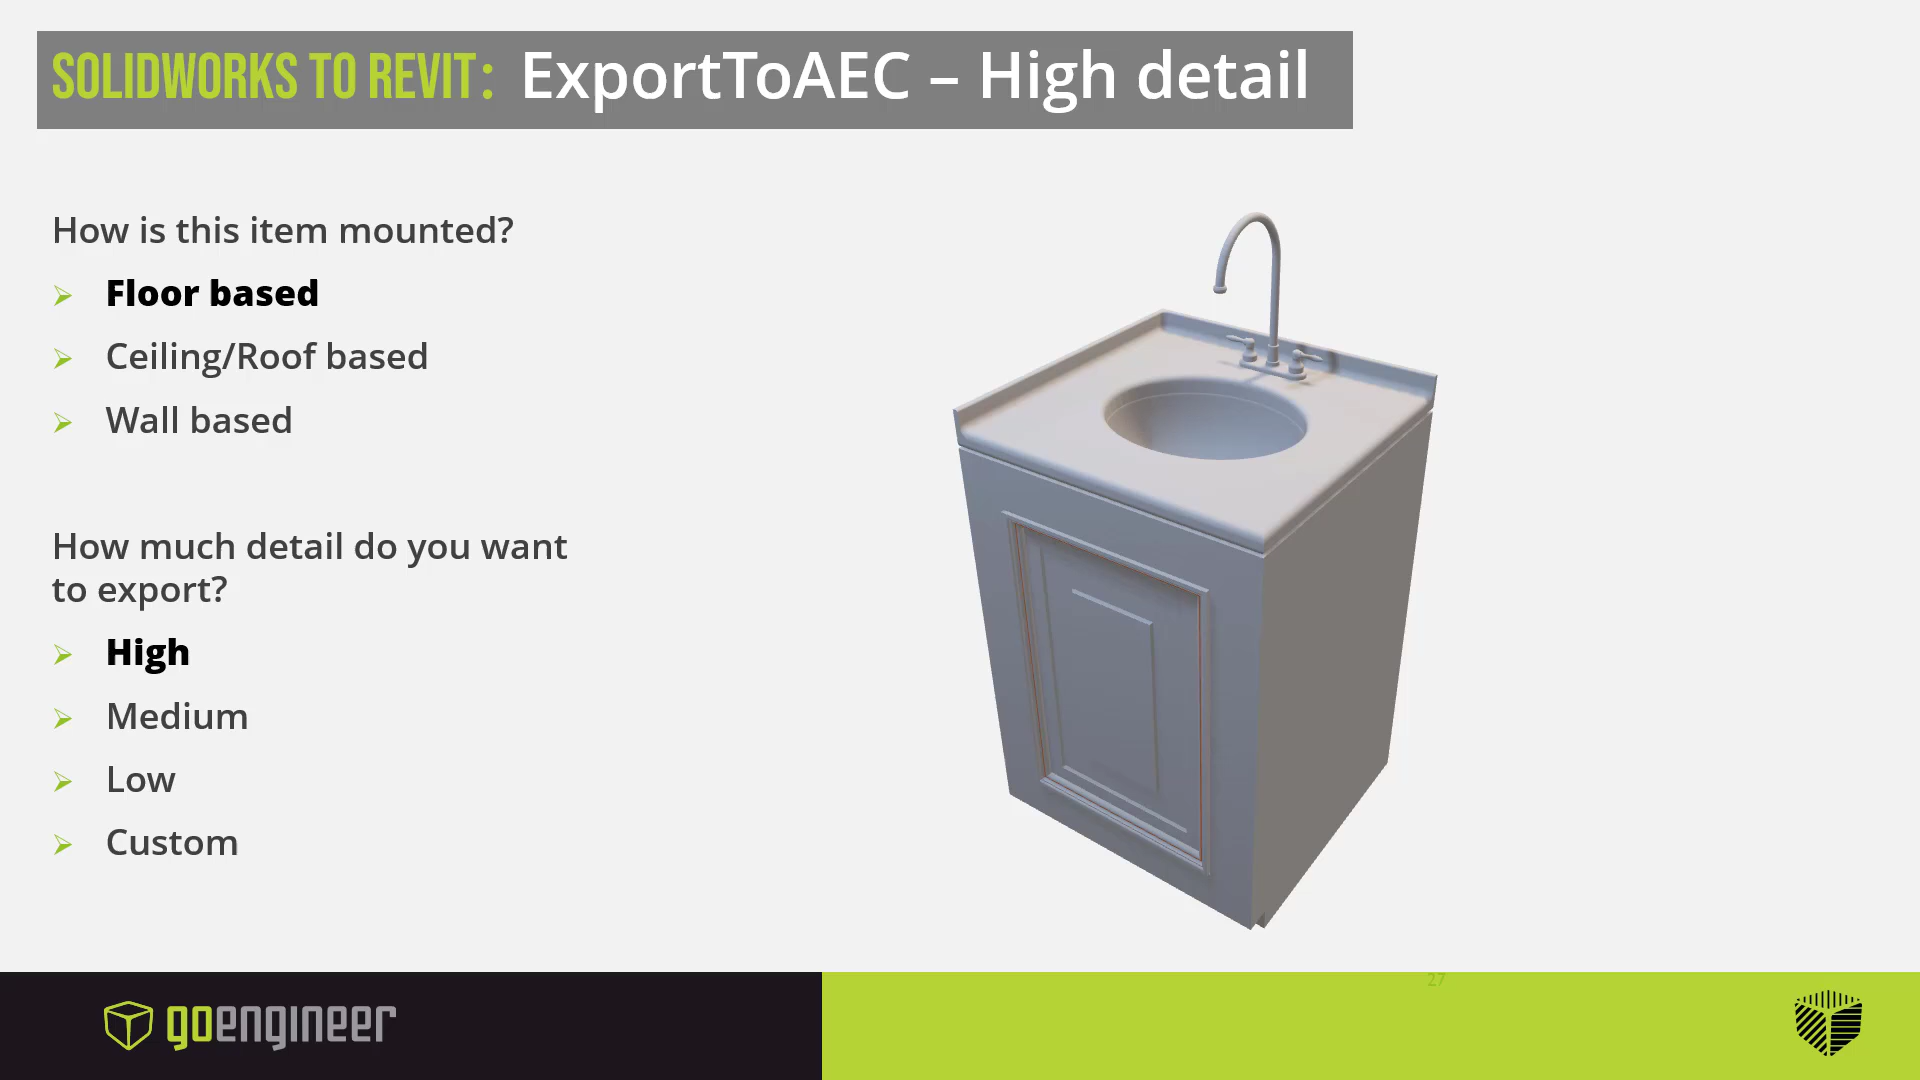 SOLIDWORKS TO REVIT: ExportToAEC – High detail
How is this item mounted?
Floor based
Ceiling/Roof based
Wall based
How much detail do you want
to export?
High
Medium
Low
Custom
27
goengineer